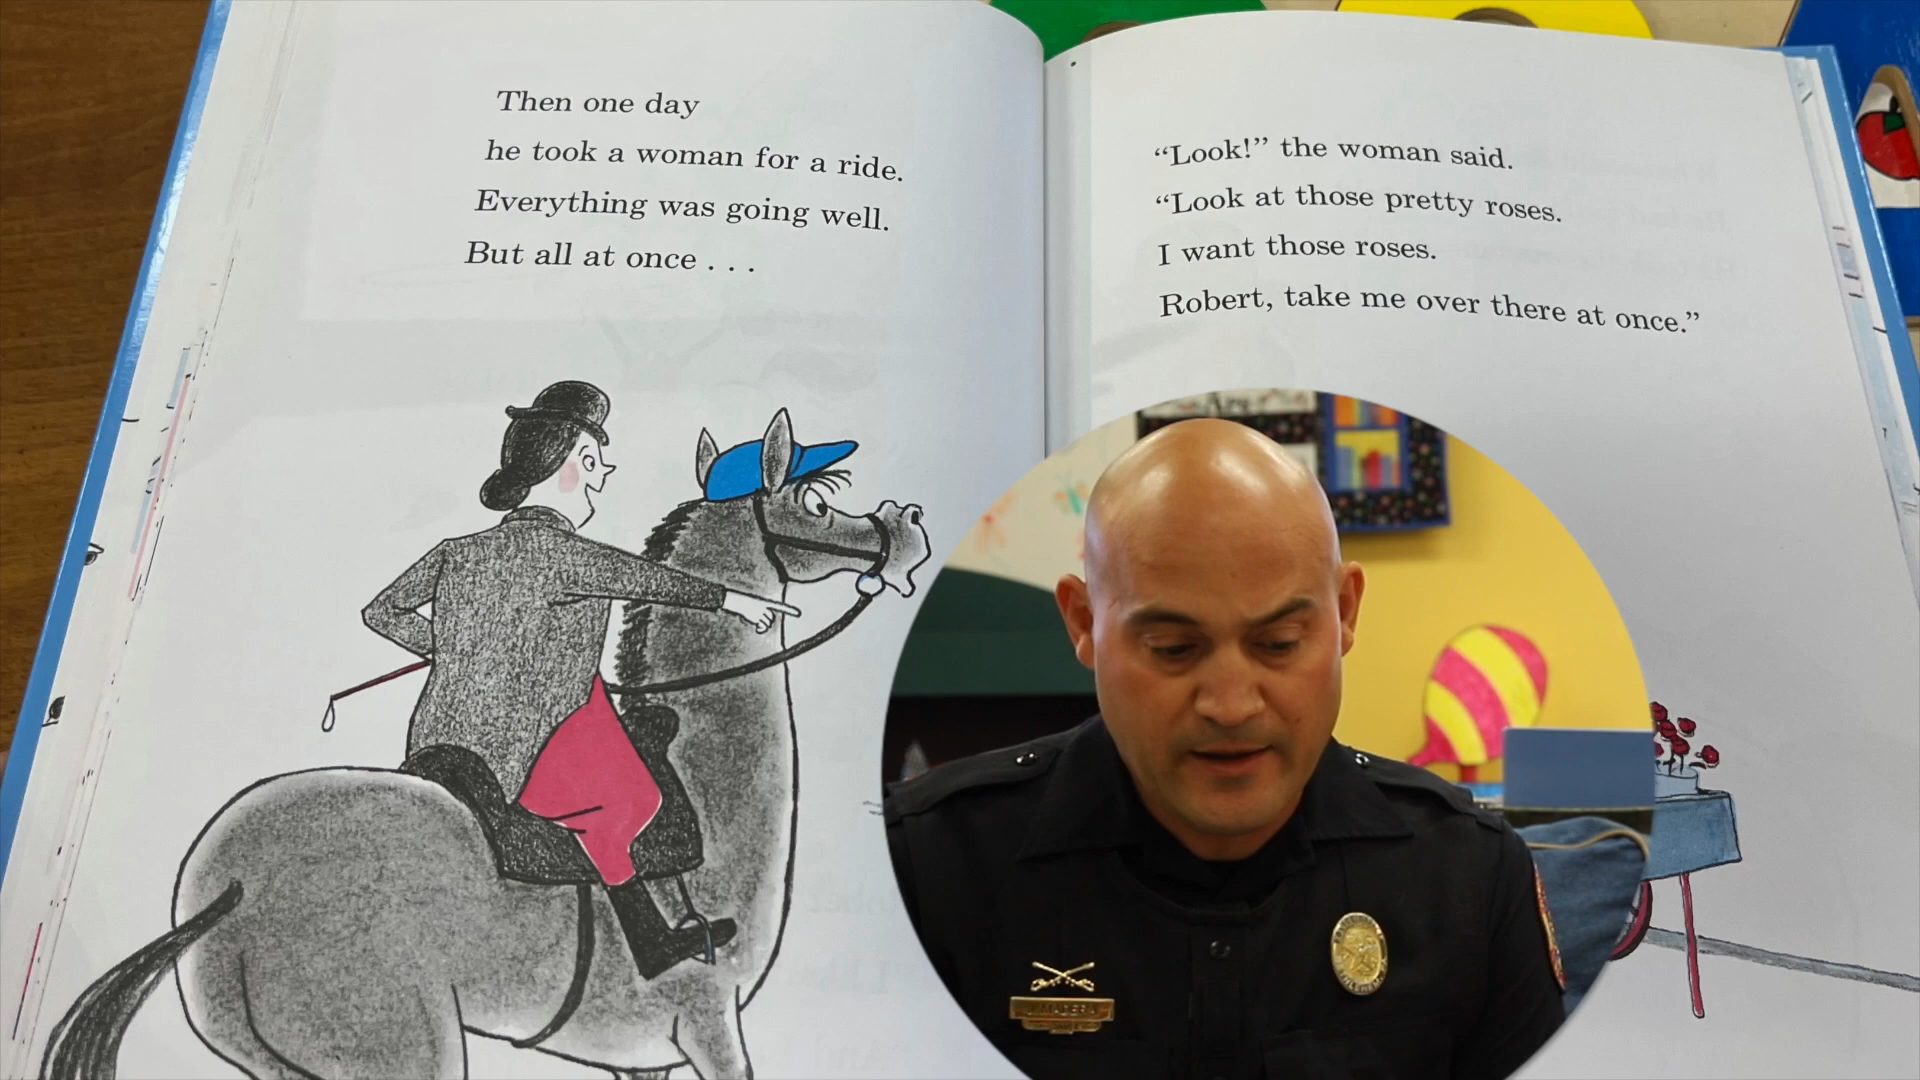 Then one day
he took a woman for a ride.
Everything was going well.
But all at once . . .
“Look!” the woman said.
“Look at those pretty roses.
I want those roses.
Robert, take me over there at once.”